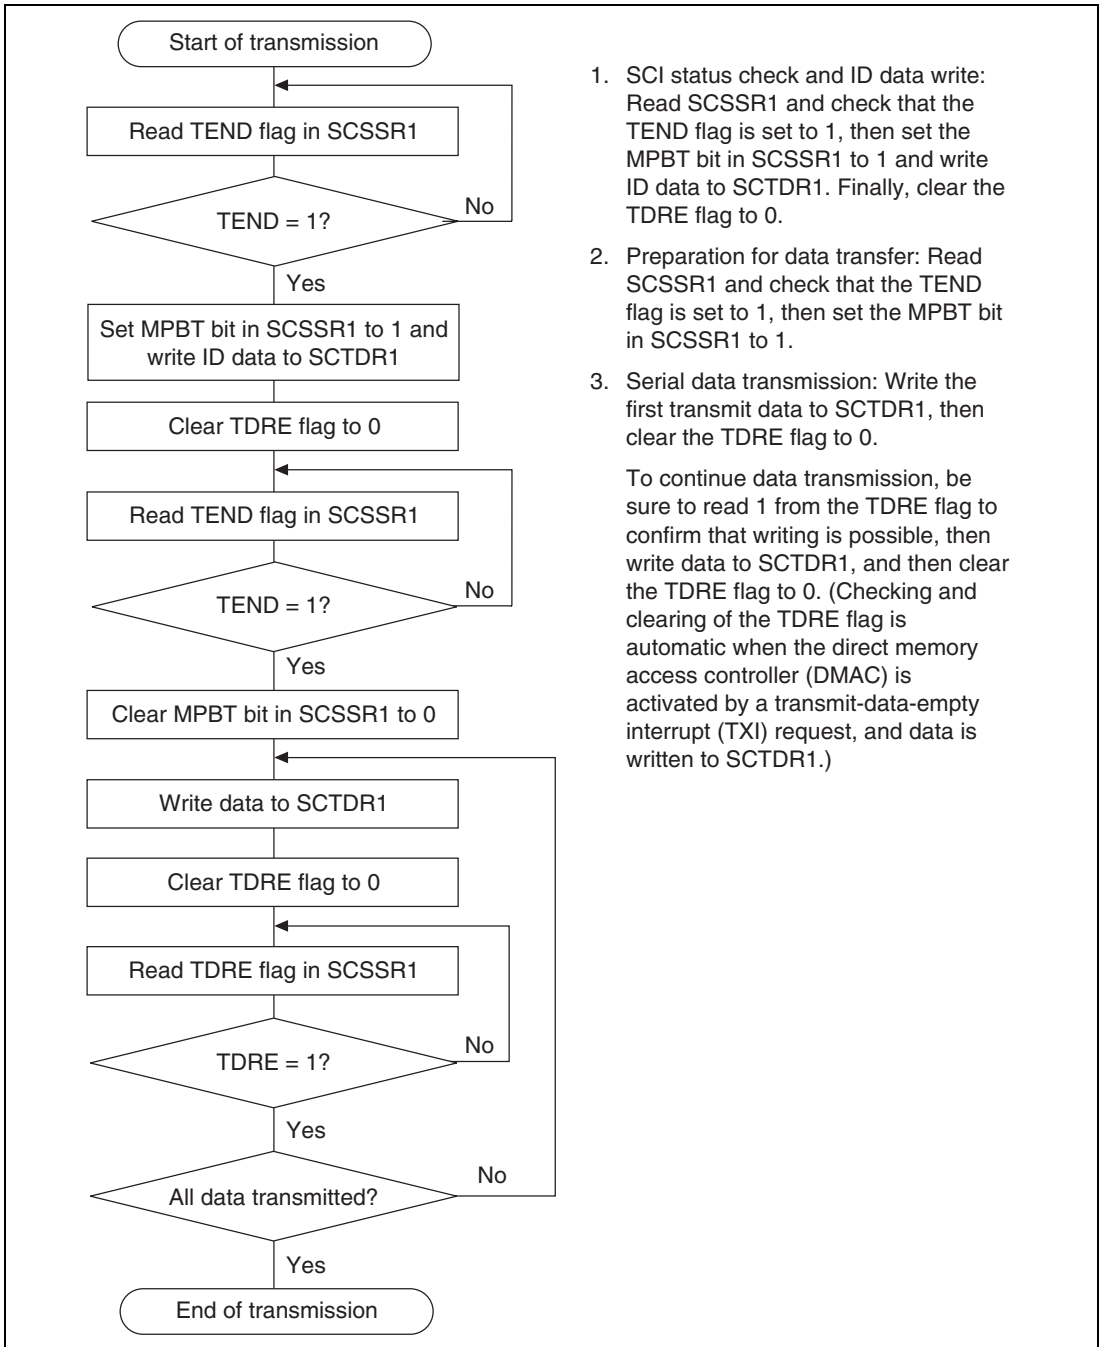 Start of transmission
Read TEND flag in SCSSR1
TEND = 1?
No
Yes
Set MPBT bit in SCSSR1 to 1 and
write ID data to SCTDR1
Clear TDRE flag to 0
Read TEND flag in SCSSR1
TEND = 1?
No
Yes
Clear MPBT bit in SCSSR1 to 0
Write data to SCTDR1
Clear TDRE flag to 0
Read TDRE flag in SCSSR1
TDRE = 1?
No
Yes
All data transmitted?
No
Yes
End of transmission
1. SCI status check and ID data write:
Read SCSSR1 and check that the
TEND flag is set to 1, then set the
MPBT bit in SCSSR1 to 1 and write
ID data to SCTDR1. Finally, clear the
TDRE flag to 0.
2. Preparation for data transfer: Read
SCSSR1 and check that the TEND
flag is set to 1, then set the MPBT bit
in SCSSR1 to 1.
3. Serial data transmission: Write the
first transmit data to SCTDR1, then
clear the TDRE flag to 0.
To continue data transmission, be
sure to read 1 from the TDRE flag to
confirm that writing is possible, then
write data to SCTDR1, and then clear
the TDRE flag to 0. (Checking and
clearing of the TDRE flag is
automatic when the direct memory
access controller (DMAC) is
activated by a transmit-data-empty
interrupt (TXI) request, and data is
written to SCTDR1.)